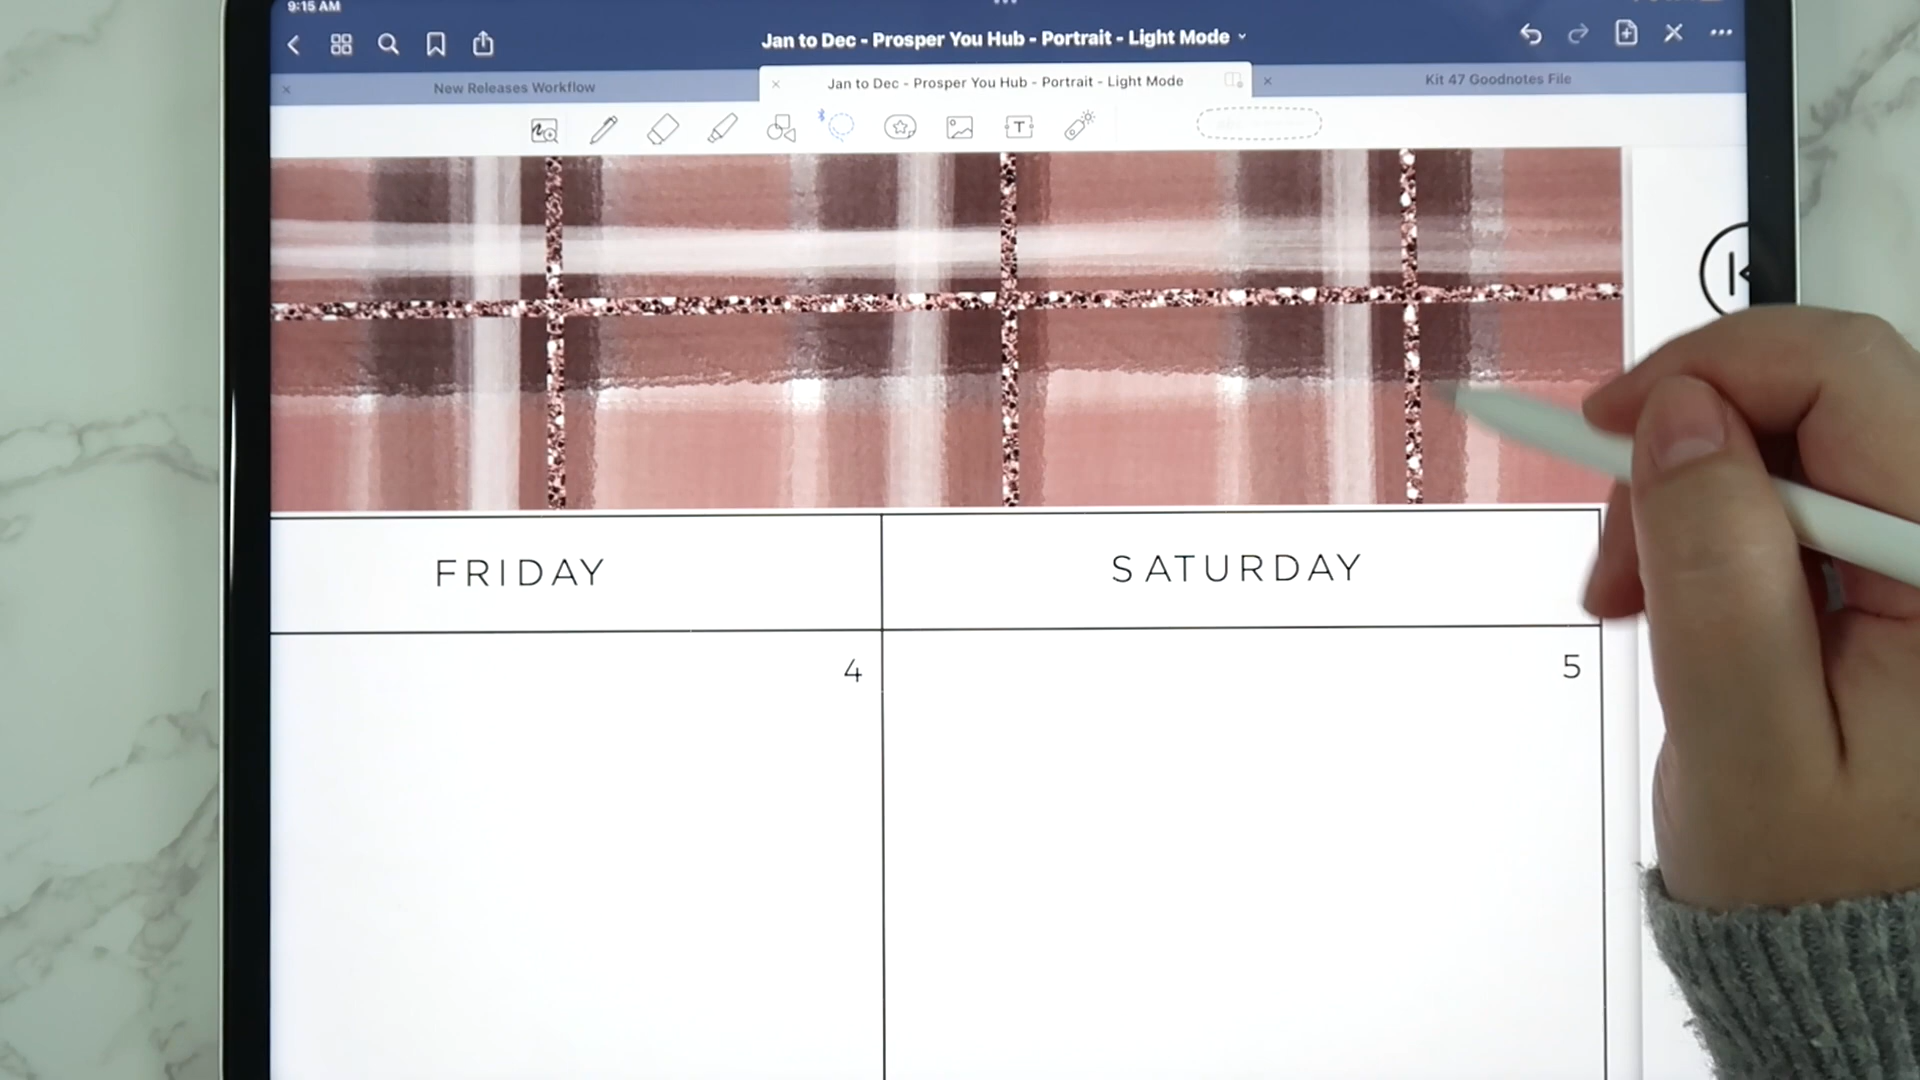 9:15 AM
Jan to Dec - Prosper You Hub - Portrait - Light Mode
New Releases Workflow
Jan to Dec - Prosper You Hub - Portrait - Light Mode
Kit 47 Goodnotes File
T
FRIDAY
SATURDAY
4
5